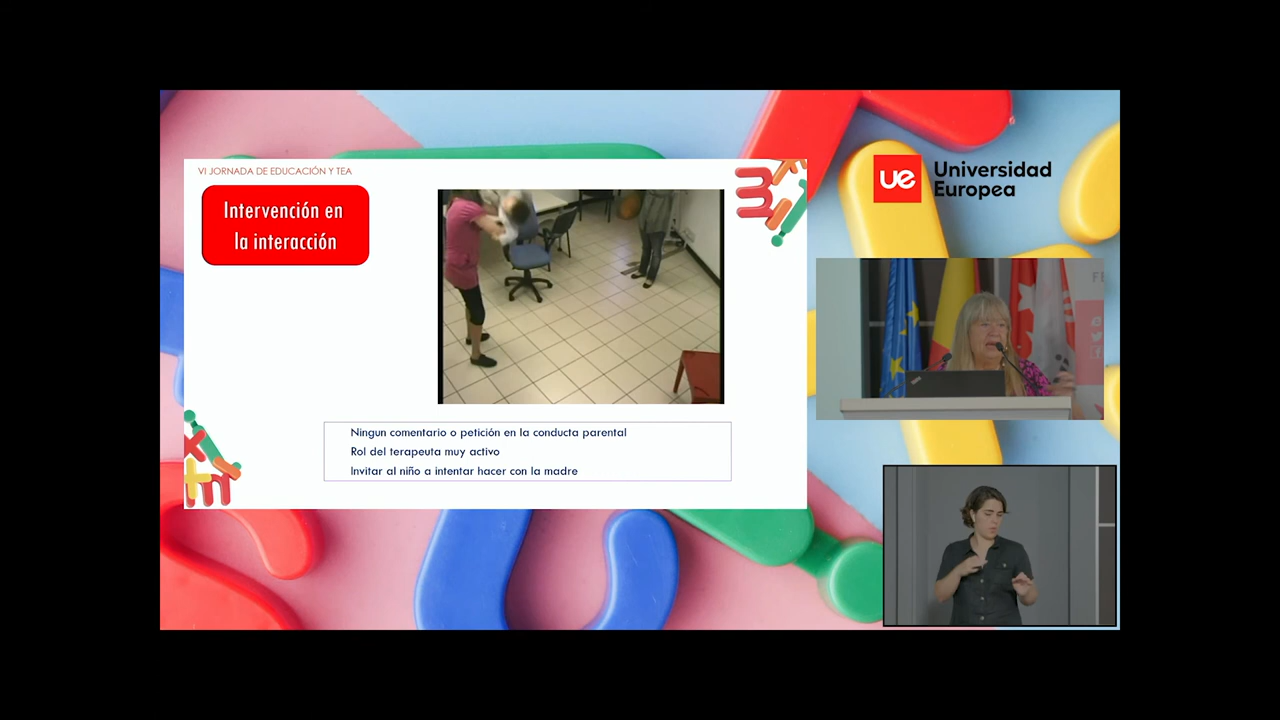 VI JORNADA DE EDUCACIÓN Y TEA
Intervención en
la interacción
Ningun comentario o petición en la conducta parental
Rol del terapeuta muy activo
Invitar al niño a intentar hacer con la madre
ue Universidad
Europea